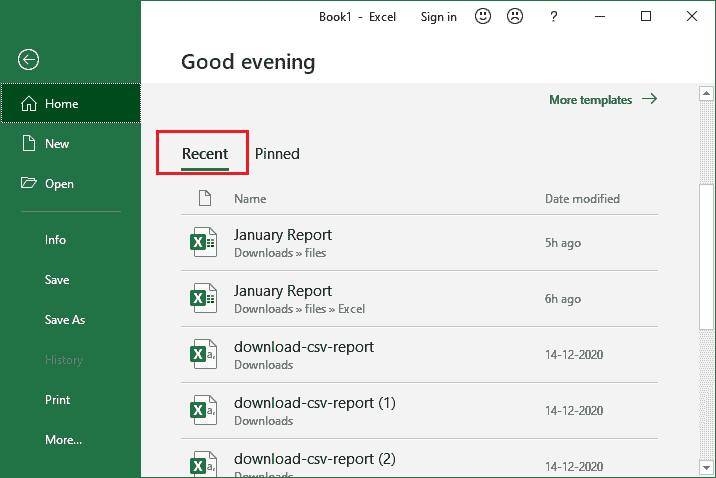 Book1 - Excel
Sign in
?
Good evening
Home
New
Open
Info
Save
Save As
History
Print
More...
More templates
Recent
Pinned
Name
Date modified
January Report
Downloads » files
5h ago
January Report
Downloads » files » Excel
6h ago
download-csv-report
Downloads
14-12-2020
download-csv-report (1)
Downloads
14-12-2020
download-csv-report (2)
Downloads
14-12-2020